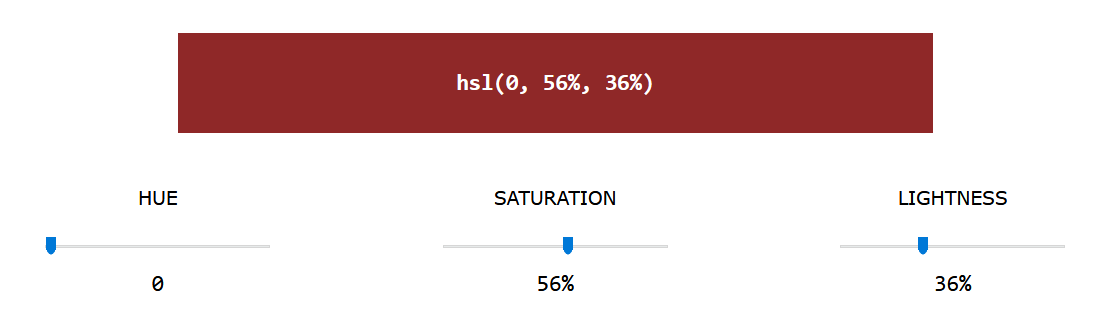 hsl(0, 56%, 36%)
HUE SATURATION LIGHTNESS
0 56% 36%